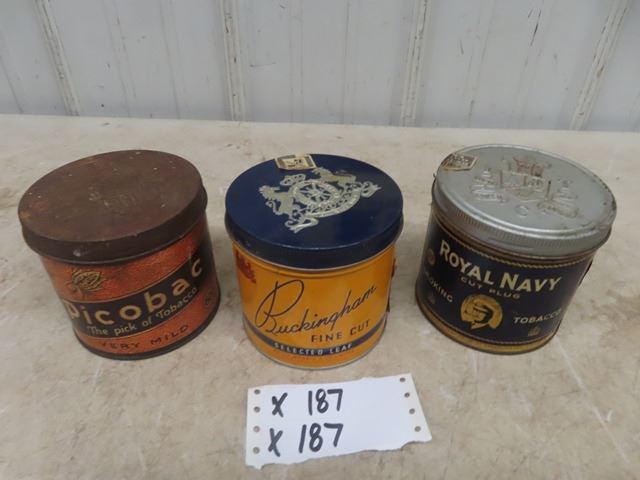 Picobac
The Pick of Tobacco
VERY MILD
Buckingham
FINE CUT
SELECTED LEAF
ROYAL NAVY
CUT PLUG
SMOKING TOBACCO
X 187
X 187